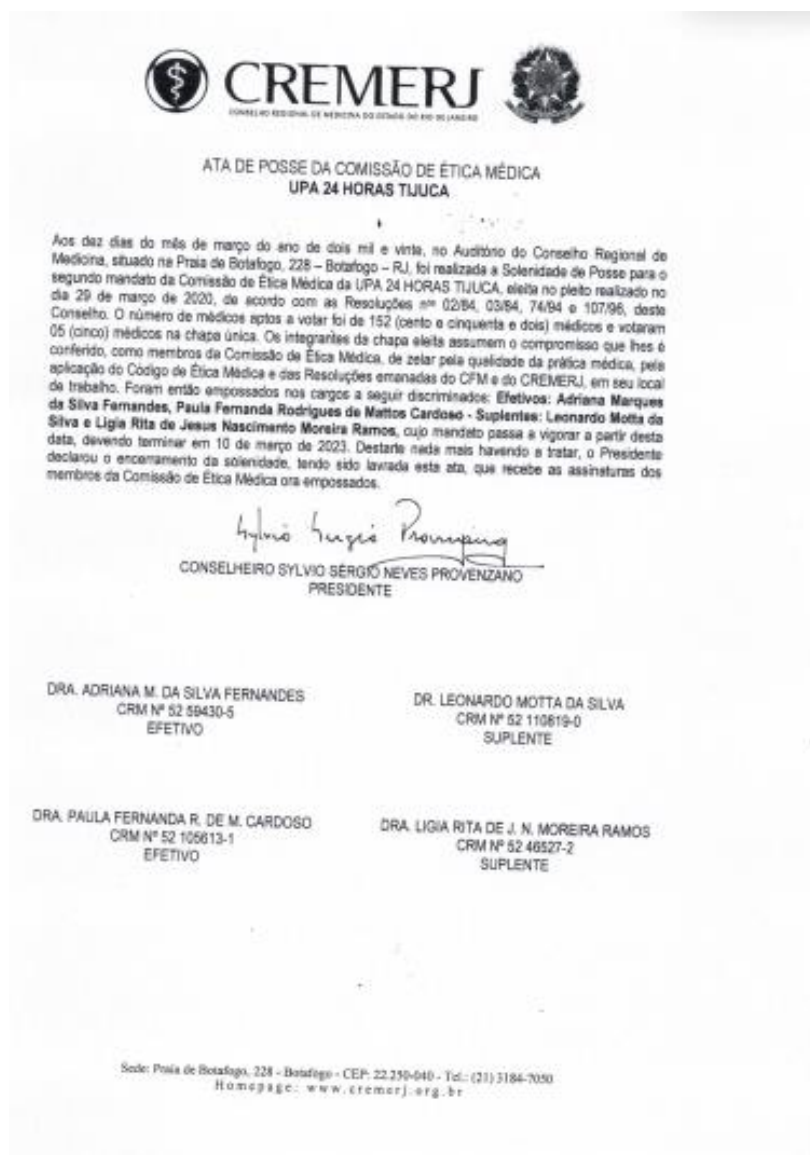 CREMERJ
CONSELHO REGIONAL DE MEDICINA DO ESTADO DO RIO DE JANEIRO
ATA DE POSSE DA COMISSÃO DE ÉTICA MÉDICA
UPA 24 HORAS TIJUCA
Aos dez dias do mês de março do ano de dois mil e vinte, no Auditório do Conselho Regional de
Medicina, situado na Praia de Botafogo, 228 – Botafogo – RJ, foi realizada a Solenidade de Posse para o
segundo mandato da Comissão de Ética Médica da UPA 24 HORAS TIJUCA, eleita no pleito realizado no
dia 29 de março de 2020, de acordo com as Resoluções nºs 02/84, 03/84, 74/94 e 107/96, deste
Conselho. O número de médicos aptos a votar foi de 152 (cento e cinquenta e dois) médicos e votaram
05 (cinco) médicos na chapa única. Os integrantes da chapa eleita assumem o compromisso que lhes é
conferido, como membros da Comissão de Ética Médica, de zelar pela qualidade da prática médica, pela
aplicação do Código de Ética Médica e das Resoluções emanadas do CFM e do CREMERJ, em seu local
de trabalho. Foram então empossados nos cargos a seguir discriminados: Efetivos: Adriana Marques
da Silva Fernandes, Paula Fernanda Rodrigues de Mattos Cardoso - Suplentes: Leonardo Motta da
Silva e Ligia Rita de Jesus Nascimento Moreira Ramos, cujo mandato passa a vigorar a partir desta
data, devendo terminar em 10 de março de 2023. Destarte nada mais havendo a tratar, o Presidente
declarou o encerramento da solenidade, tendo sido lavrada esta ata, que recebe as assinaturas dos
membros da Comissão de Ética Médica ora empossados.
CONSELHEIRO SYLVIO SÉRGIO NEVES PROVENZANO
PRESIDENTE
DRA. ADRIANA M. DA SILVA FERNANDES
CRM Nº 52 59430-5
EFETIVO
DR. LEONARDO MOTTA DA SILVA
CRM Nº 52 110819-0
SUPLENTE
DRA. PAULA FERNANDA R. DE M. CARDOSO
CRM Nº 52 105613-1
EFETIVO
DRA. LIGIA RITA DE J. N. MOREIRA RAMOS
CRM Nº 52 46527-2
SUPLENTE
Sede: Praia de Botafogo, 228 - Botafogo - CEP: 22.250-040 - Tel.: (21) 3184-7050
Homepage: www.cremerj.org.br